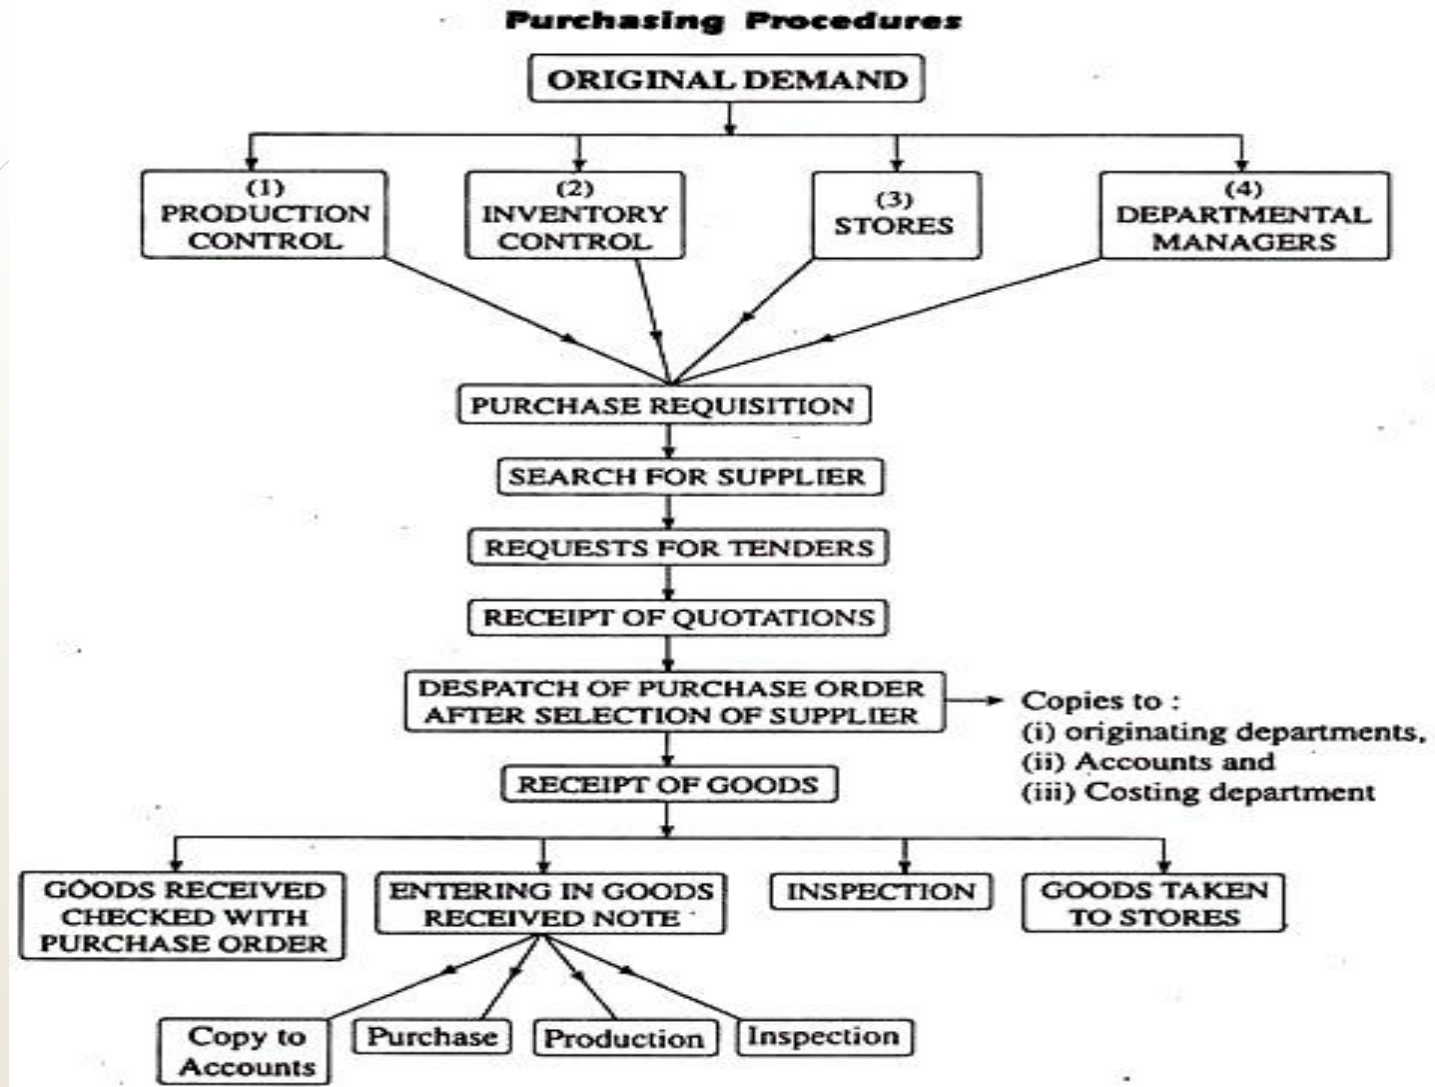 Purchasing Procedures
ORIGINAL DEMAND
(1)
PRODUCTION
CONTROL
(2)
INVENTORY
CONTROL
(3)
STORES
(4)
DEPARTMENTAL
MANAGERS
PURCHASE REQUISITION
SEARCH FOR SUPPLIER
REQUESTS FOR TENDERS
RECEIPT OF QUOTATIONS
DESPATCH OF PURCHASE ORDER
AFTER SELECTION OF SUPPLIER
Copies to :
(i) originating departments,
(ii) Accounts and
(iii) Costing department
RECEIPT OF GOODS
GOODS RECEIVED
CHECKED WITH
PURCHASE ORDER
ENTERING IN GOODS
RECEIVED NOTE
INSPECTION
GOODS TAKEN
TO STORES
Copy to
Accounts
Purchase
Production
Inspection